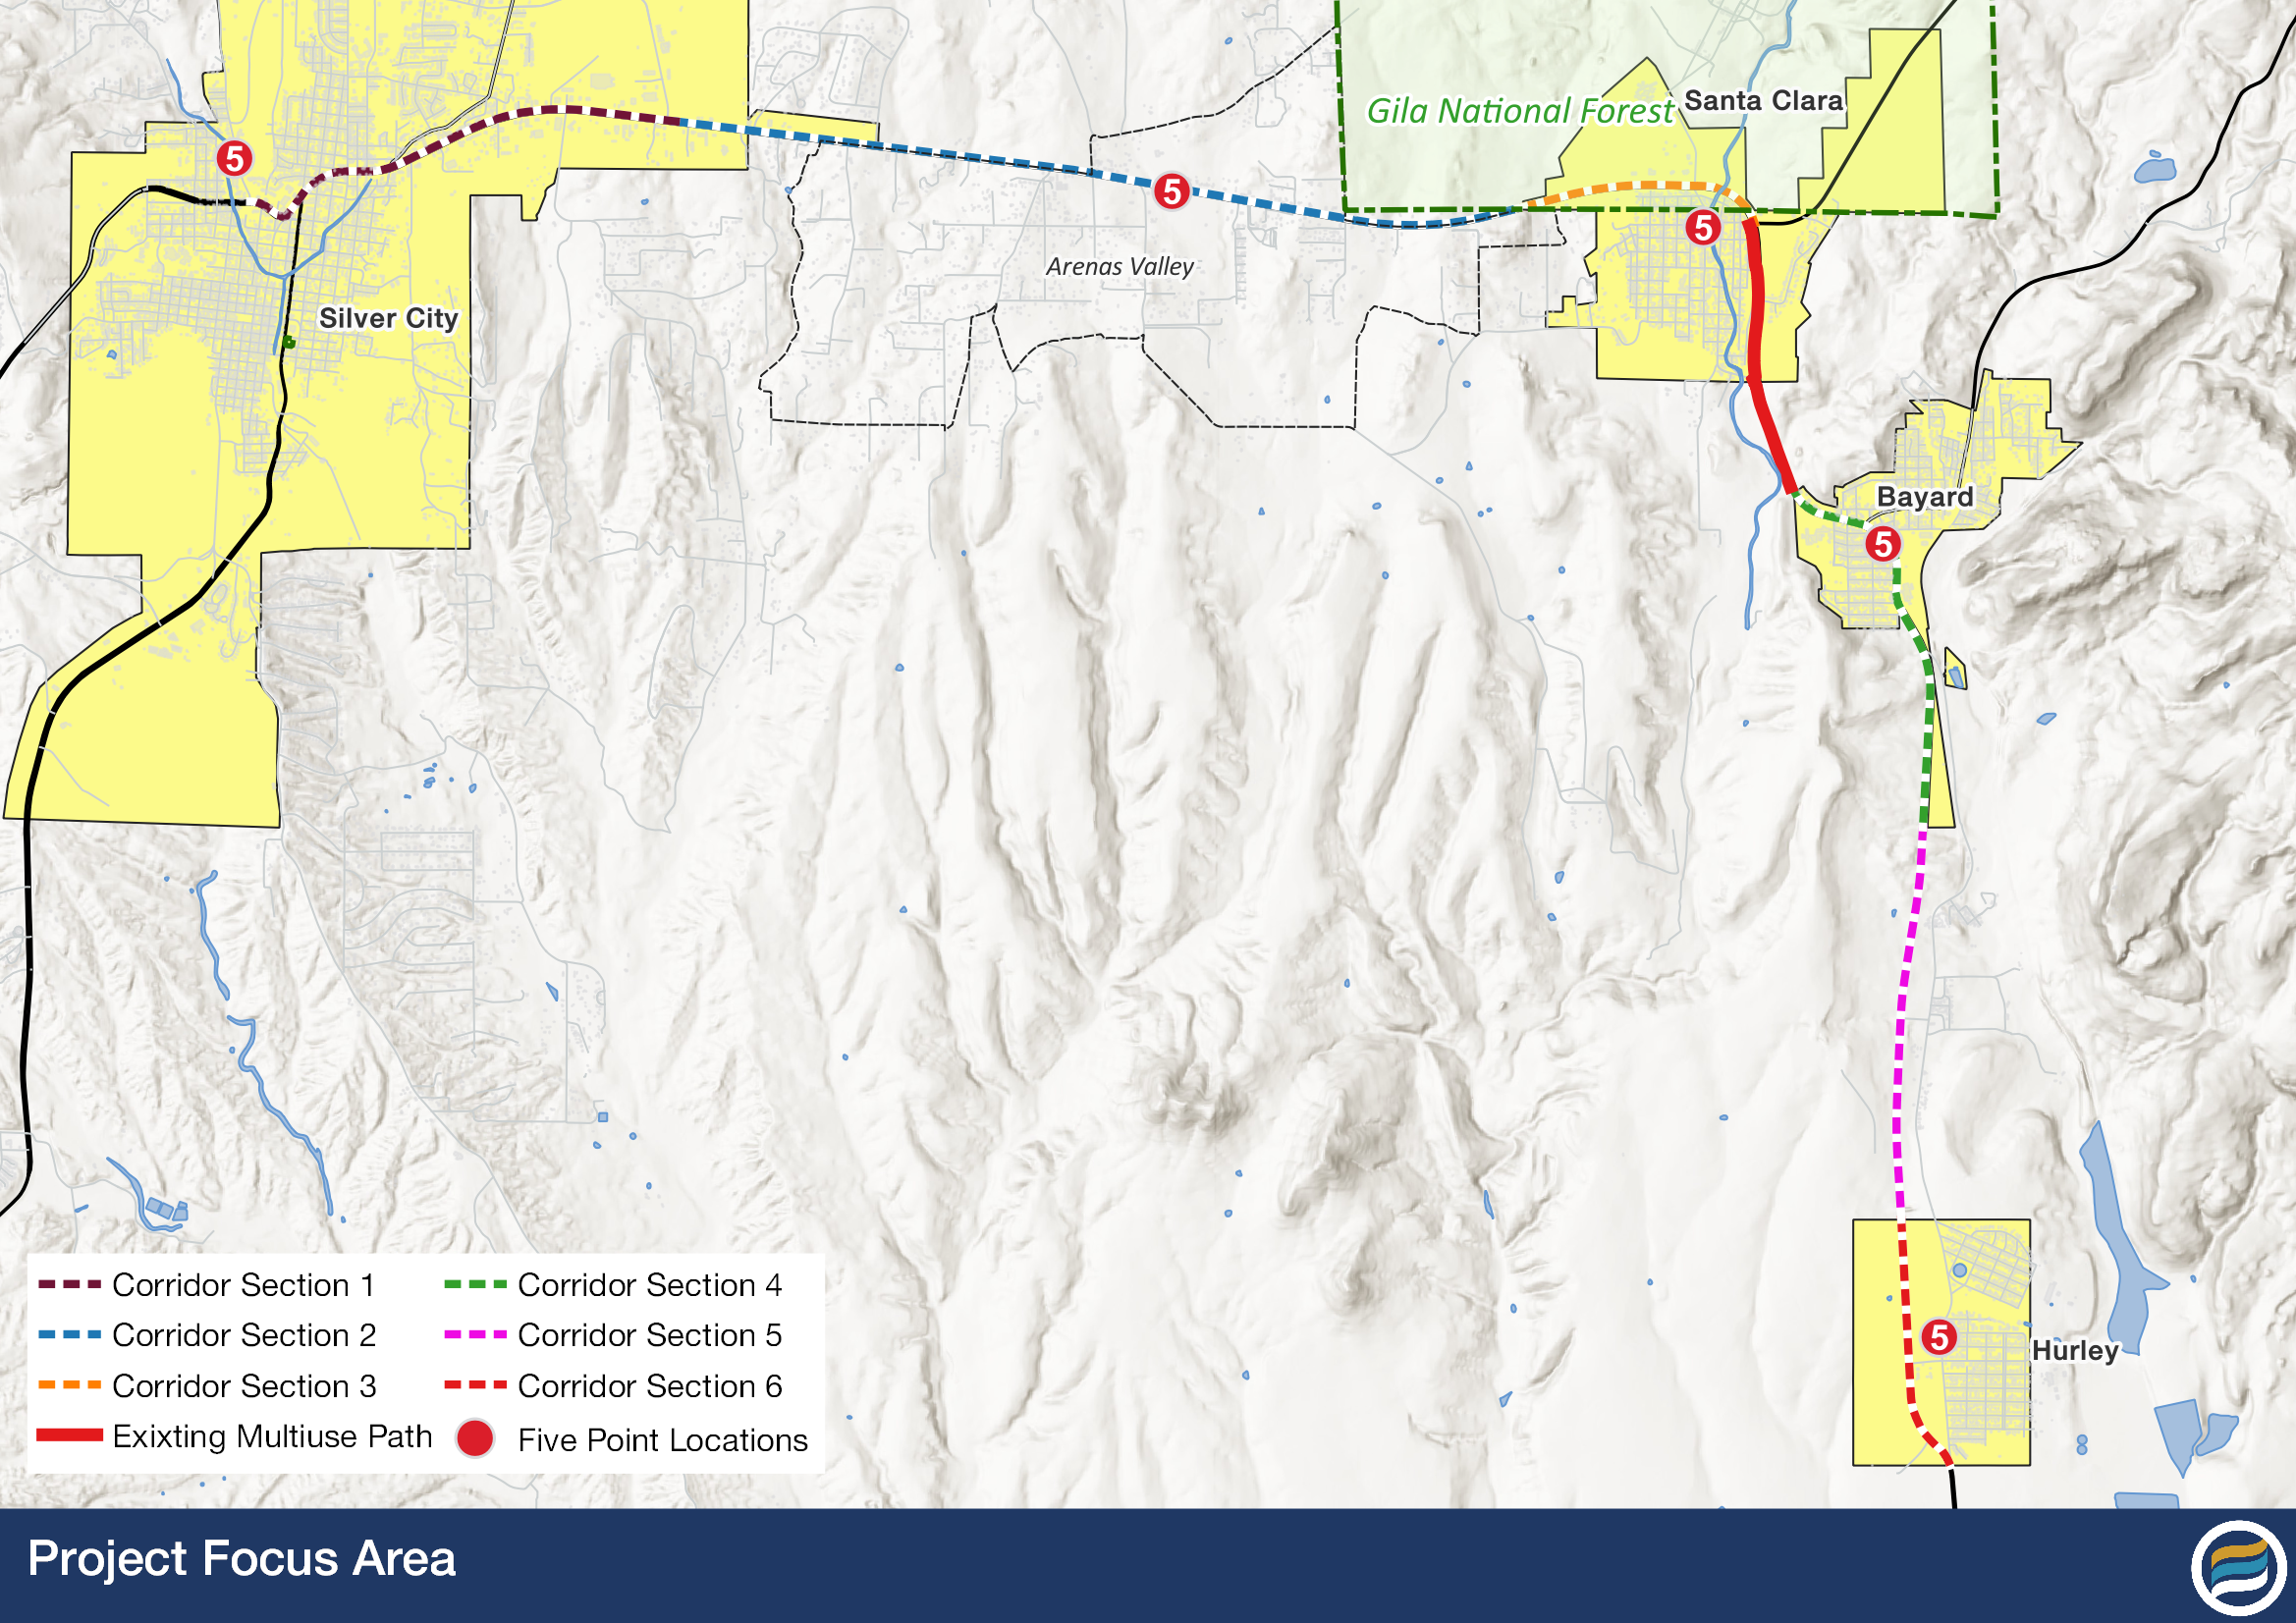 Gila National Forest
Santa Clara
5
5
5
Arenas Valley
Silver City
Bayard
5
Corridor Section 1
Corridor Section 4
Corridor Section 2
Corridor Section 5
Corridor Section 3
Corridor Section 6
Exixting Multiuse Path
Five Point Locations
5
Hurley
Project Focus Area